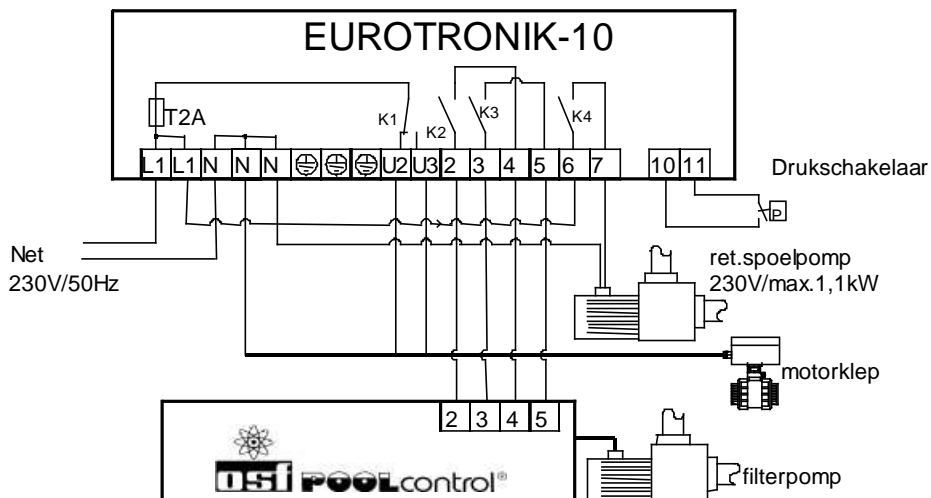 EUROTRONIK-10
T2A
K1
K2
K3
K4
L1 L1 N N N U2 U3 2 3 4 5 6 7 10 11
Drukschakelaar
P
Net
230V/50Hz
ret.spoelpomp
230V/max.1,1kW
motorklep
2 3 4 5
osf POOLcontrol®
filterpomp